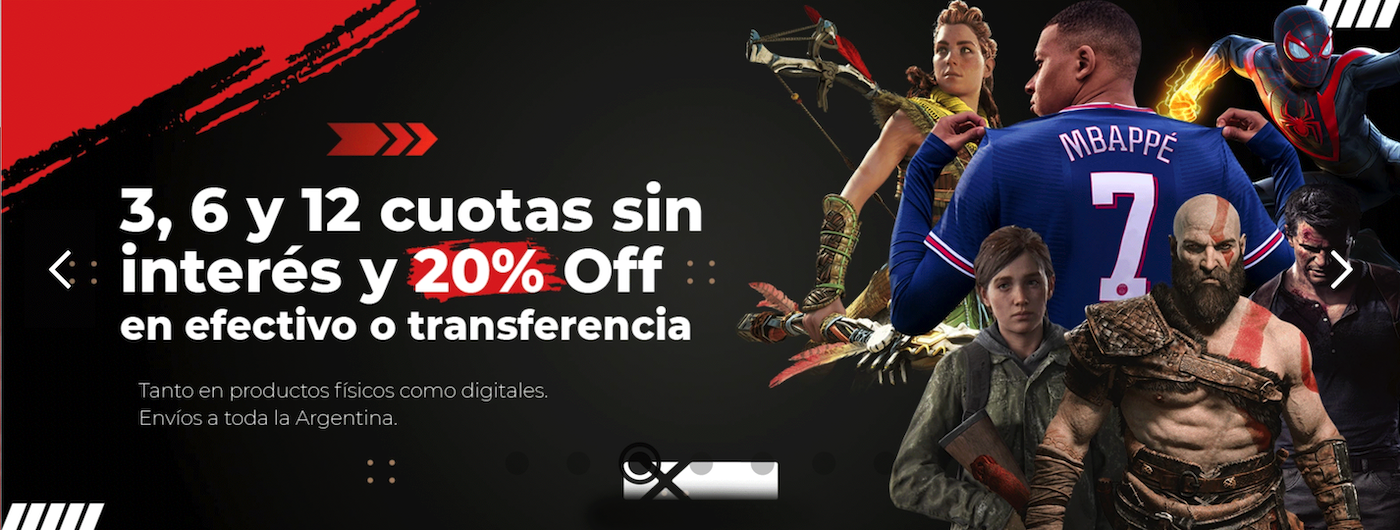 3, 6 y 12 cuotas sin
interés y 20% Off
en efectivo o transferencia
Tanto en productos físicos como digitales.
Envíos a toda la Argentina.
MBAPPÉ
7